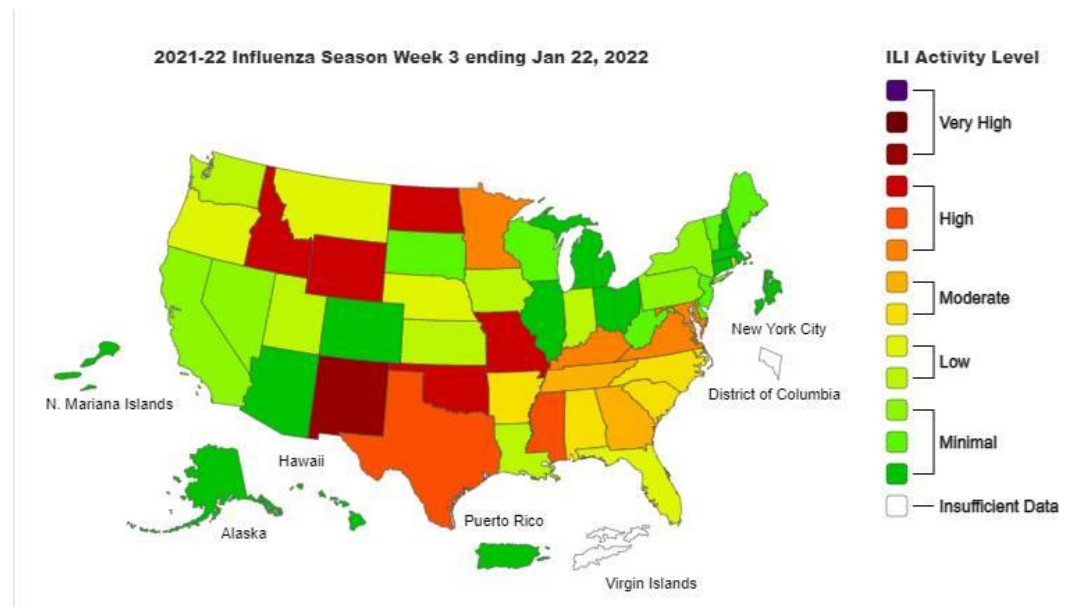 2021-22 Influenza Season Week 3 ending Jan 22, 2022
ILI Activity Level
Very High
High
Moderate
Low
Minimal
Insufficient Data
New York City
District of Columbia
N. Mariana Islands
Hawaii
Alaska
Puerto Rico
Virgin Islands